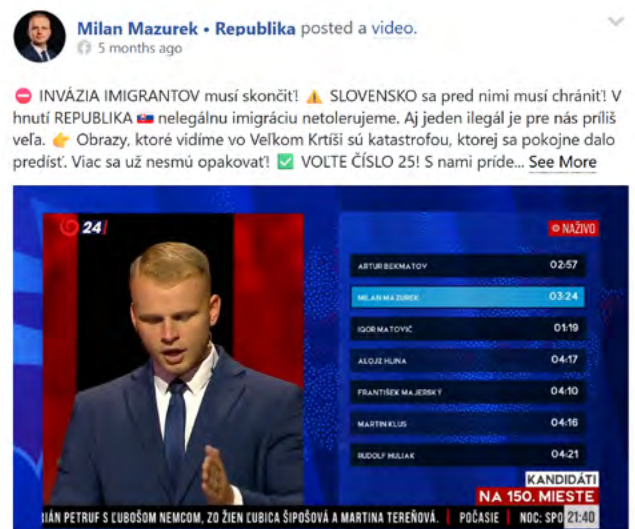 Milan Mazurek • Republika posted a video.
5 months ago
⛔ INVÁZIA IMIGRANTOV musí skončiť! ⚠️ SLOVENSKO sa pred nimi musí chrániť! V
hnutí REPUBLIKA 🇸🇰 nelegálnu imigráciu netolerujeme. Aj jeden ilegál je pre nás príliš
veľa. 👉 Obrazy, ktoré vidíme vo Veľkom Krtíši sú katastrofou, ktorej sa pokojne dalo
predísť. Viac sa už nesmú opakovať! ✅ VOĽTE ČÍSLO 25! S nami príde... See More
24
NAŽIVO
ARTUR BEKMATOV 02:57
MILAN MAZUREK 03:24
IGOR MATOVIČ 01:19
ALOJZ HLINA 04:17
FRANTIŠEK MAJERSKÝ 04:10
MARTIN KLUS 04:16
RUDOLF HULIAK 04:21
KANDIDÁTI
NA 150. MIESTE
IÁN PETRUF S ĽUBOŠOM NEMCOM, ZO ŽIEN ĽUBICA ŠIPOŠOVÁ A MARTINA TEREŇOVÁ. POČASIE NOC: SPO 21:40